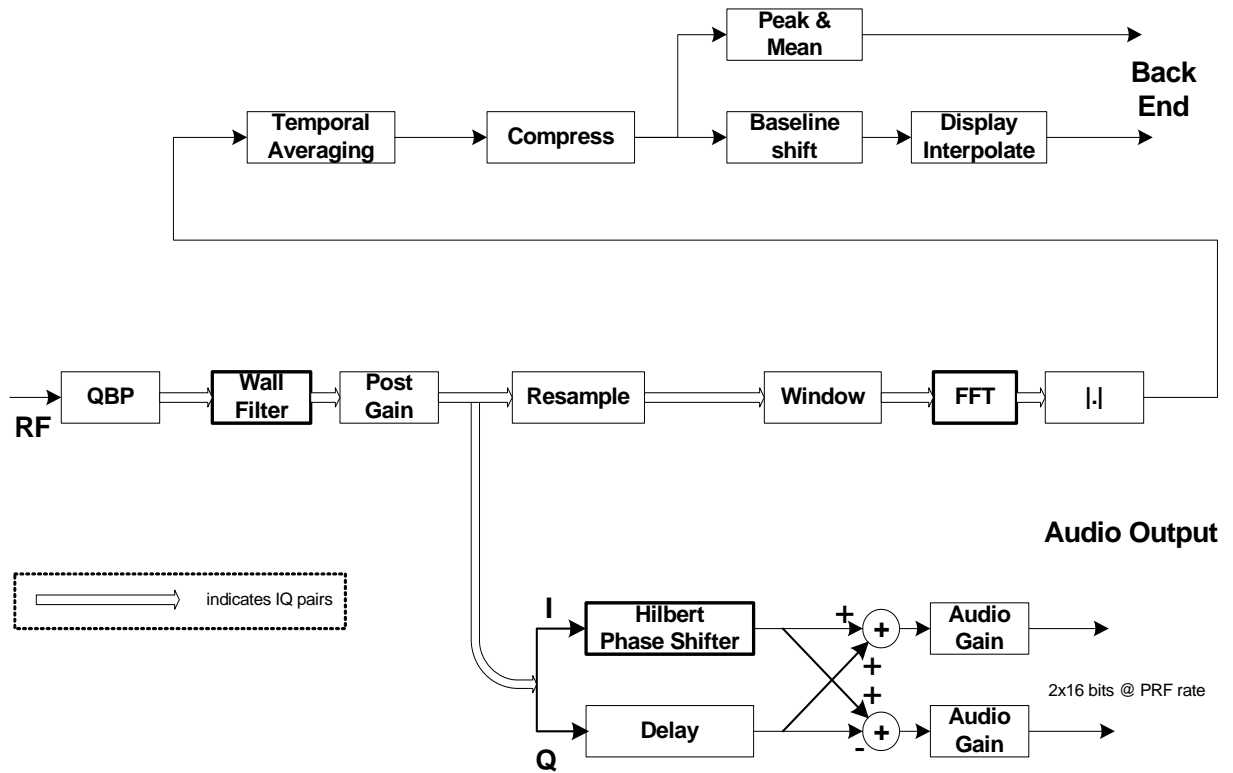 Peak &
Mean
Back
End
Temporal
Averaging
Compress
Baseline
shift
Display
Interpolate
QBP
Wall
Filter
Post
Gain
Resample
Window
FFT
|.|
RF
Audio Output
indicates IQ pairs
I
Hilbert
Phase Shifter
+
+
Audio
Gain
+
+
2x16 bits @ PRF rate
Q
Delay
-
+
Audio
Gain